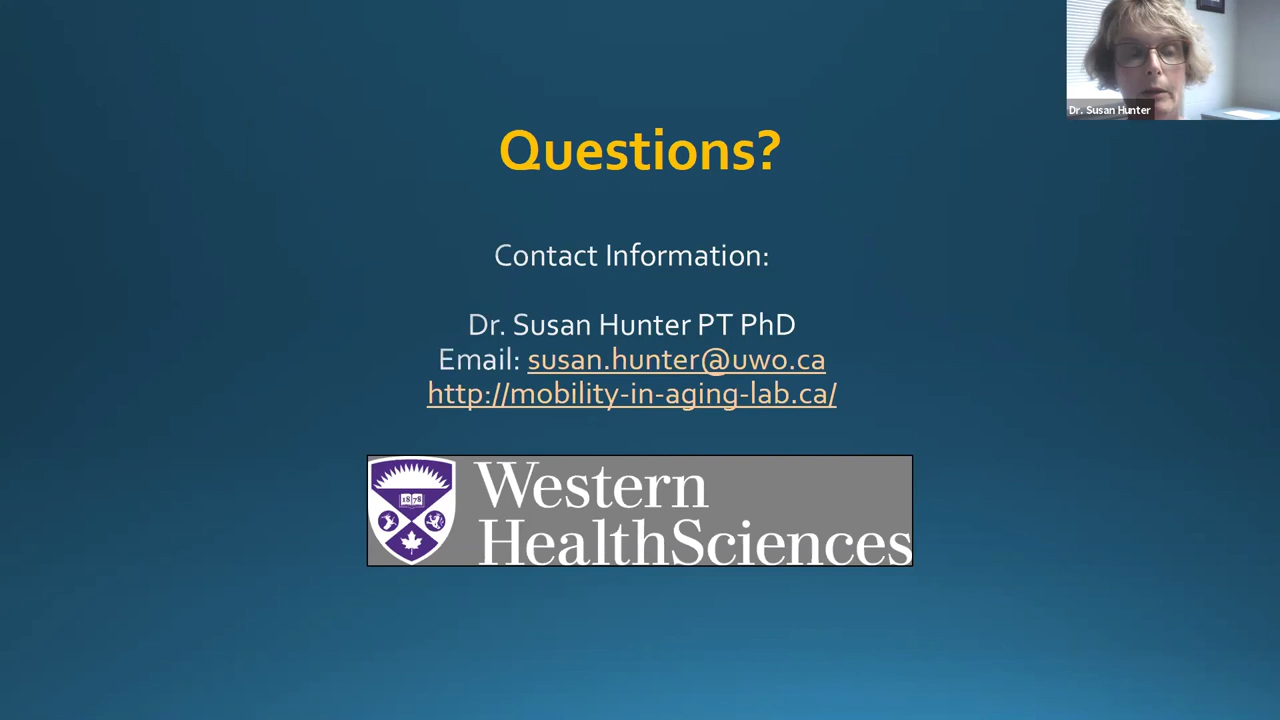 Dr. Susan Hunter
Questions?
Contact Information:
Dr. Susan Hunter PT PhD
Email: susan.hunter@uwo.ca
http://mobility-in-aging-lab.ca/
1878
Western
HealthSciences